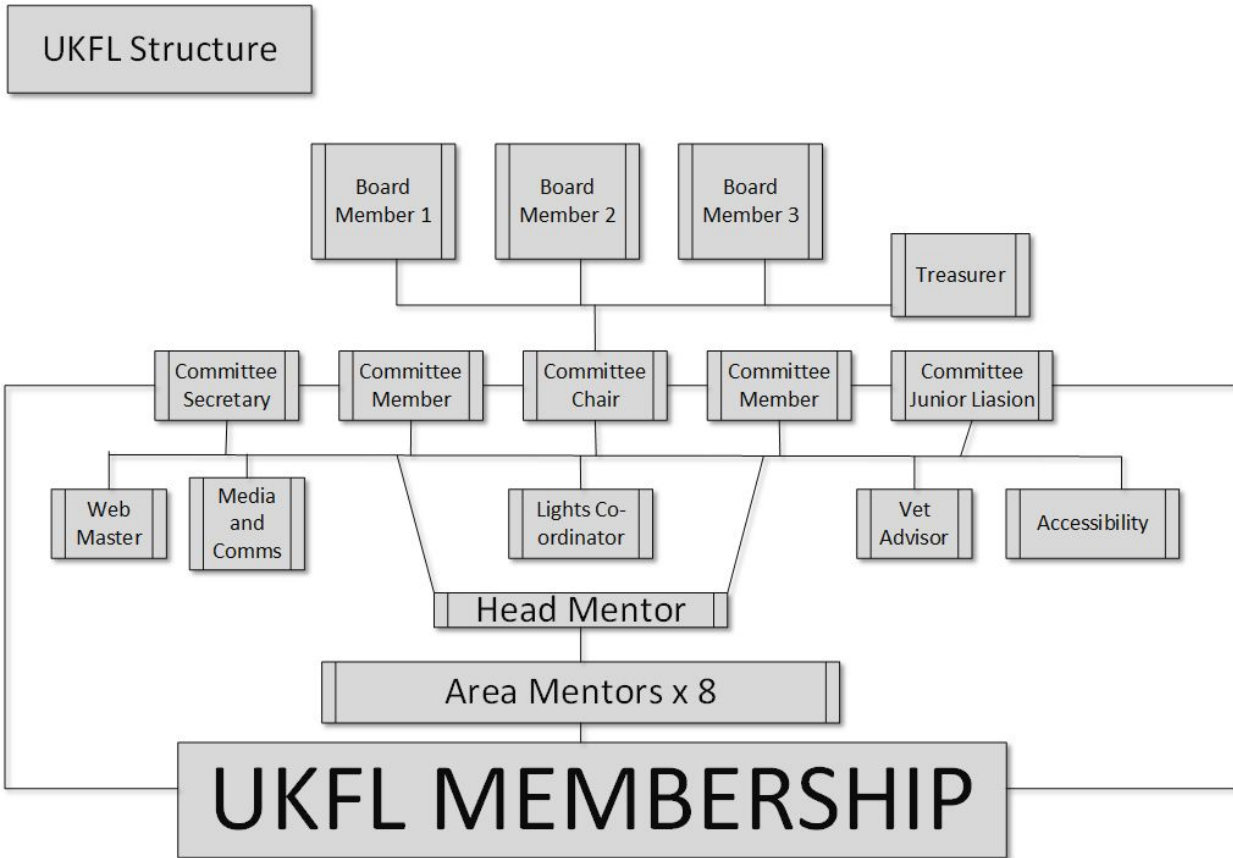 UKFL Structure
Board
Member 1
Board
Member 2
Board
Member 3
Treasurer
Committee
Secretary
Committee
Member
Committee
Chair
Committee
Member
Committee
Junior Liasion
Web
Master
Media
and
Comms
Lights Co-
ordinator
Vet
Advisor
Accessibility
Head Mentor
Area Mentors x 8
UKFL MEMBERSHIP